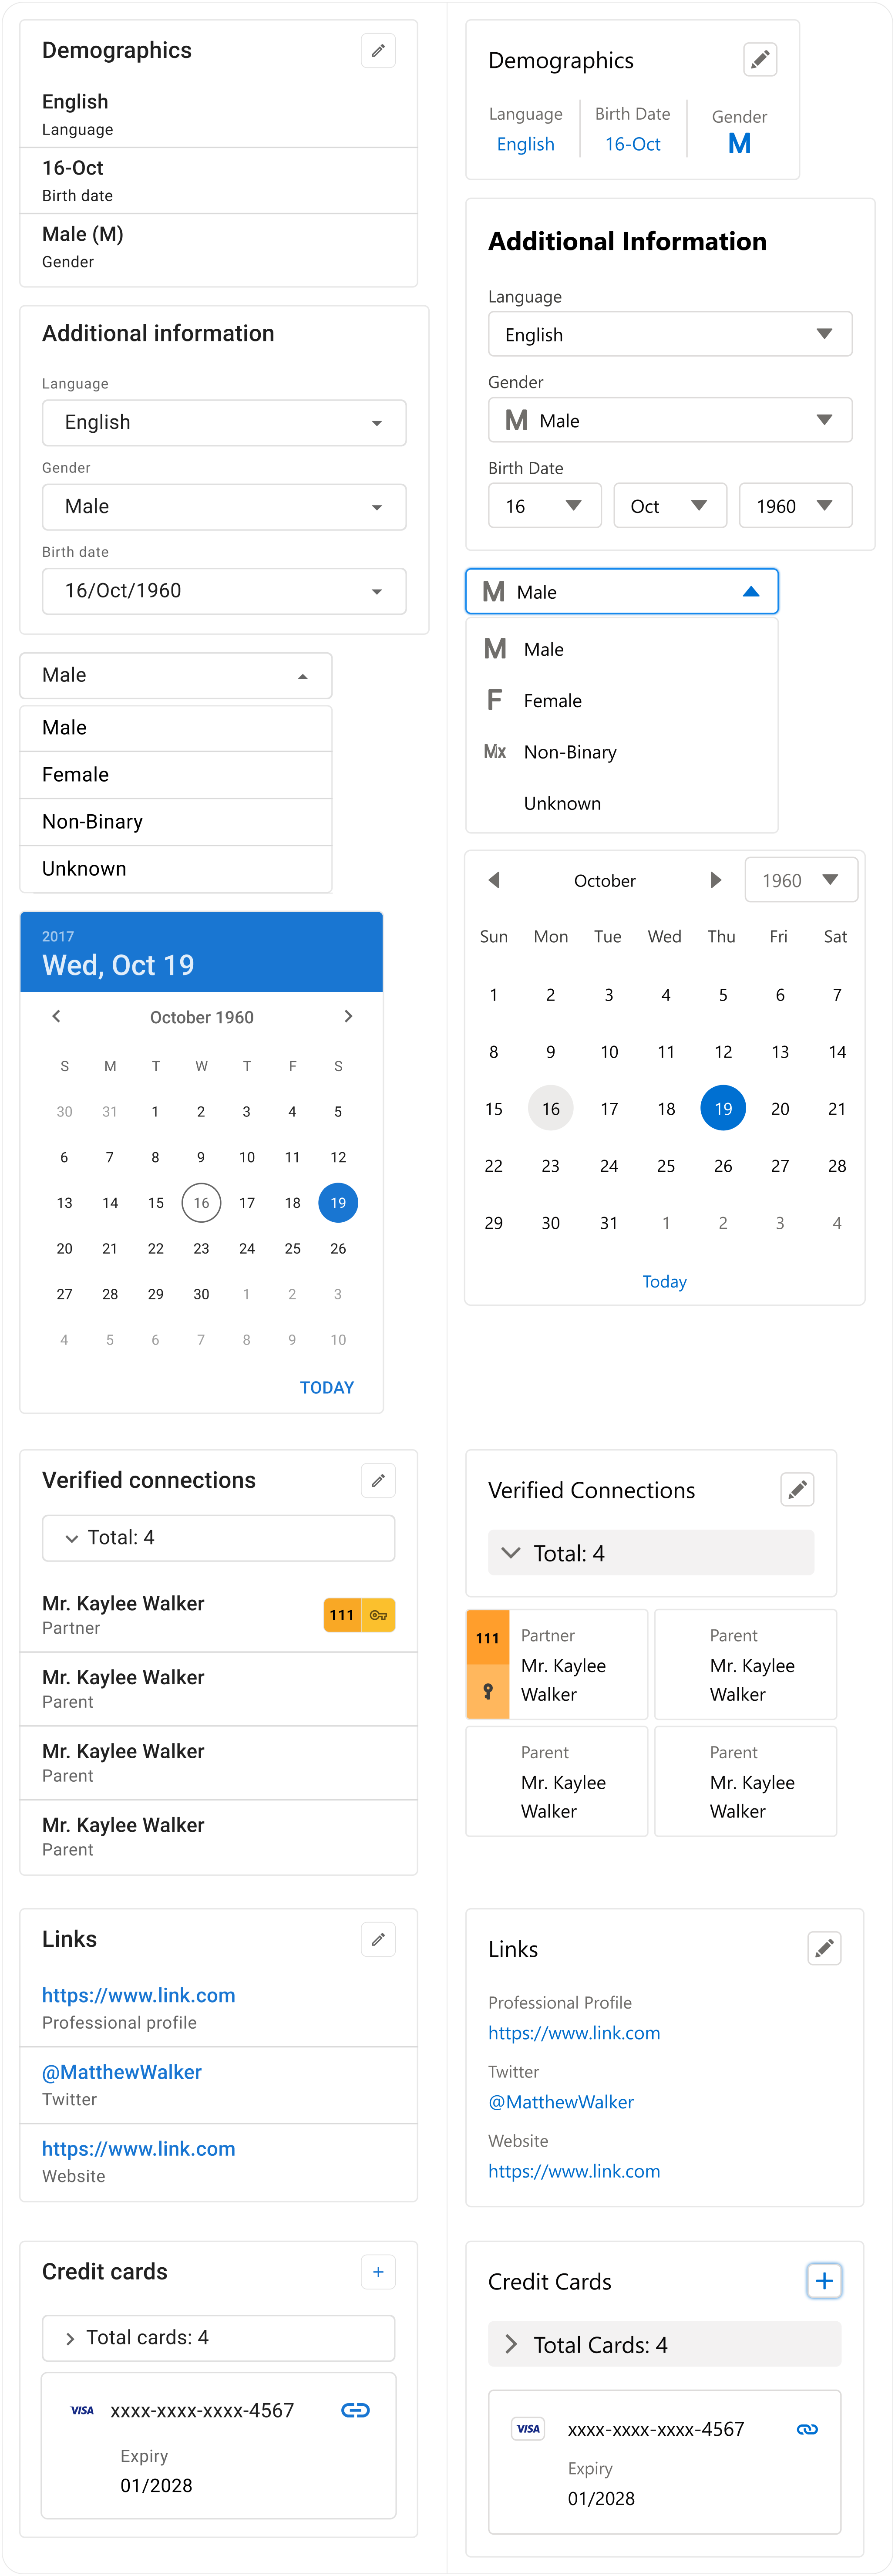 Demographics
English
Language
16-Oct
Birth date
Male (M)
Gender
Additional information
Language
English
Gender
Male
Birth date
16/Oct/1960
Male
Male
Female
Non-Binary
Unknown
2017
Wed, Oct 19
October 1960
S M T W T F S
30 31 1 2 3 4 5
6 7 8 9 10 11 12
13 14 15 16 17 18 19
20 21 22 23 24 25 26
27 28 29 30 1 2 3
4 5 6 7 8 9 10
TODAY
Verified connections
Total: 4
Mr. Kaylee Walker
Partner
111
Mr. Kaylee Walker
Parent
Mr. Kaylee Walker
Parent
Mr. Kaylee Walker
Parent
Links
https://www.link.com
Professional profile
@MatthewWalker
Twitter
https://www.link.com
Website
Credit cards
+
Total cards: 4
VISA xxxx-xxxx-xxxx-4567
Expiry
01/2028
Demographics
Language Birth Date Gender
English 16-Oct M
Additional Information
Language
English
Gender
M Male
Birth Date
16 Oct 1960
M Male
M Male
F Female
Mx Non-Binary
Unknown
October 1960
Sun Mon Tue Wed Thu Fri Sat
1 2 3 4 5 6 7
8 9 10 11 12 13 14
15 16 17 18 19 20 21
22 23 24 25 26 27 28
29 30 31 1 2 3 4
Today
Verified Connections
Total: 4
111
Partner
Mr. Kaylee
Walker
Parent
Mr. Kaylee
Walker
Parent
Mr. Kaylee
Walker
Parent
Mr. Kaylee
Walker
Links
Professional Profile
https://www.link.com
Twitter
@MatthewWalker
Website
https://www.link.com
Credit Cards
+
Total Cards: 4
VISA xxxx-xxxx-xxxx-4567
Expiry
01/2028